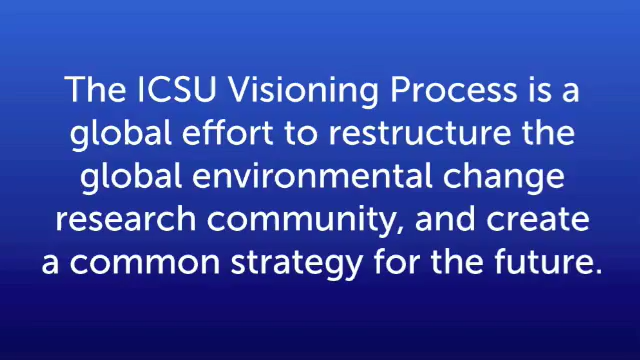 The ICSU Visioning Process is a
global effort to restructure the
global environmental change
research community, and create
a common strategy for the future.